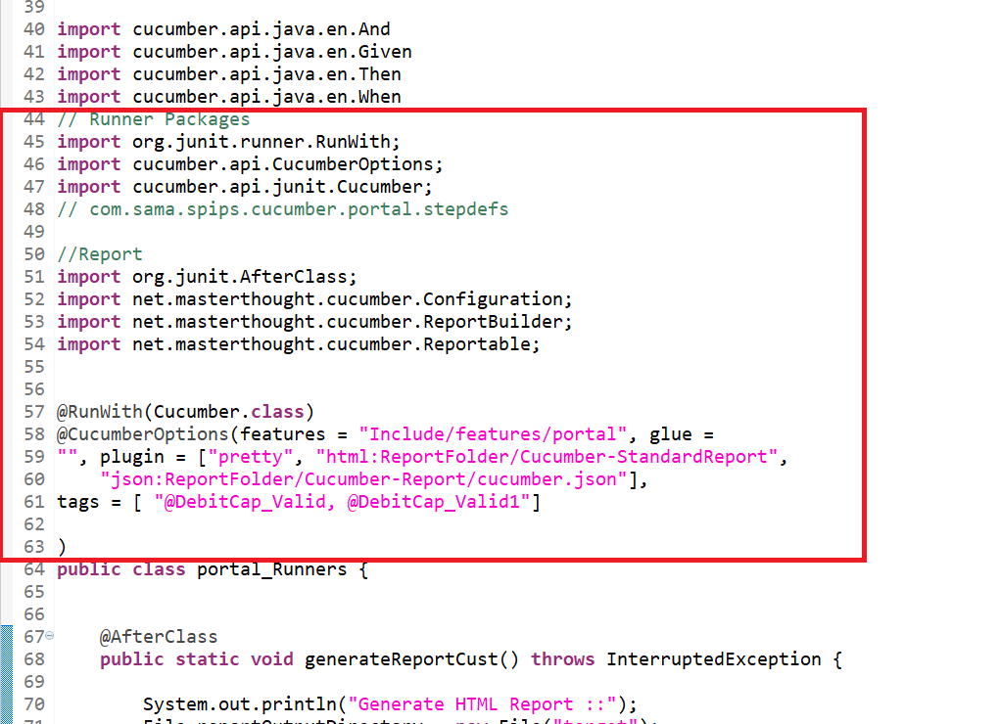 39
40 import cucumber.api.java.en.And
41 import cucumber.api.java.en.Given
42 import cucumber.api.java.en.Then
43 import cucumber.api.java.en.When
44 // Runner Packages
45 import org.junit.runner.RunWith;
46 import cucumber.api.CucumberOptions;
47 import cucumber.api.junit.Cucumber;
48 // com.sama.spips.cucumber.portal.stepdefs
49
50 //Report
51 import org.junit.AfterClass;
52 import net.masterthought.cucumber.Configuration;
53 import net.masterthought.cucumber.ReportBuilder;
54 import net.masterthought.cucumber.Reportable;
55
56
57 @RunWith(Cucumber.class)
58 @CucumberOptions(features = "Include/features/portal", glue =
59 "", plugin = ["pretty", "html:ReportFolder/Cucumber-StandardReport",
60     "json:ReportFolder/Cucumber-Report/cucumber.json"],
61 tags = [ "@DebitCap_Valid, @DebitCap_Valid1"]
62
63 )
64 public class portal_Runners {
65
66
67     @AfterClass
68     public static void generateReportCust() throws InterruptedException {
69
70         System.out.println("Generate HTML Report ::");
71         File reportOutputDirectory = new File("target");